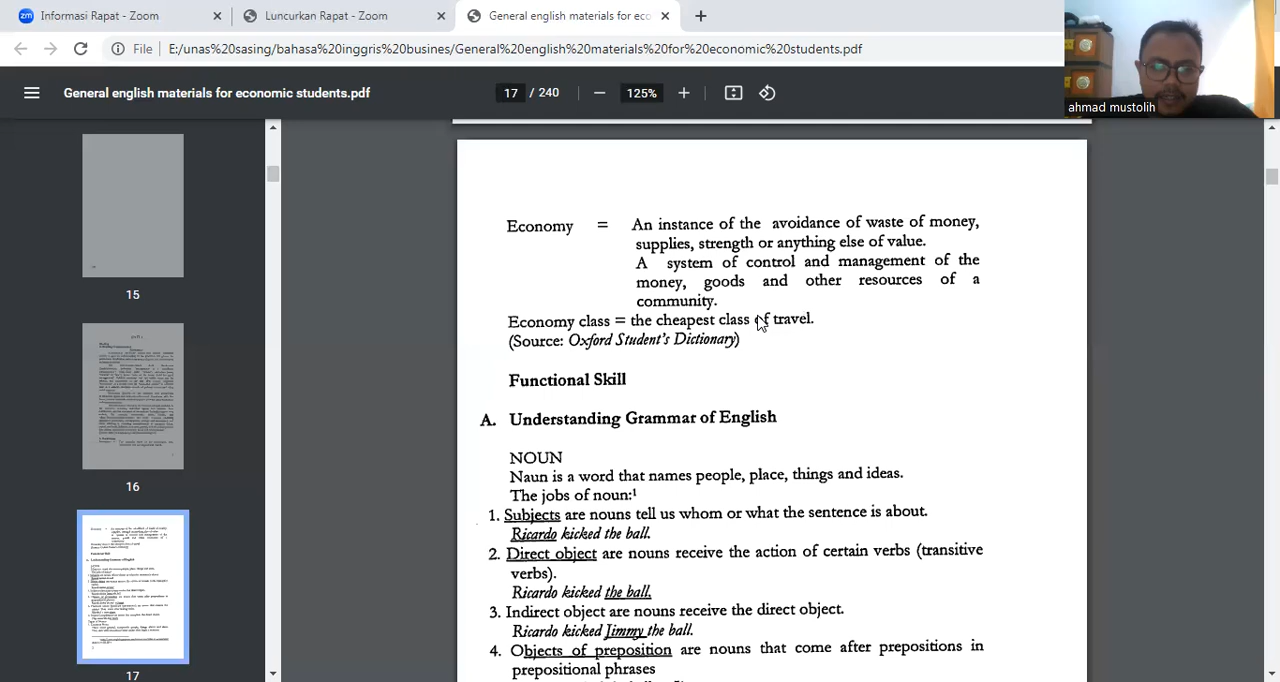 zm Informasi Rapat - Zoom × Luncurkan Rapat - Zoom × General english materials for eco × +
File E:/unas%20sasing/bahasa%20inggris%20busines/General%20english%20materials%20for%20economic%20students.pdf
General english materials for economic students.pdf 17 / 240 — 125% +
ahmad mustolih
15
16
17
Economy = An instance of the avoidance of waste of money,
supplies, strength or anything else of value.
A system of control and management of the
money, goods and other resources of a
community.
Economy class = the cheapest class of travel.
(Source: Oxford Student's Dictionary)
Functional Skill
A. Understanding Grammar of English
NOUN
Naun is a word that names people, place, things and ideas.
The jobs of noun:¹
1. Subjects are nouns tell us whom or what the sentence is about.
Ricardo kicked the ball.
2. Direct object are nouns receive the action of certain verbs (transitive
verbs)
Ricardo kicked the ball.
3. Indirect object are nouns receive the direct object.
Ricardo kicked Jimmy the ball.
4. Objects of preposition are nouns that come after prepositions in
prepositional phrases